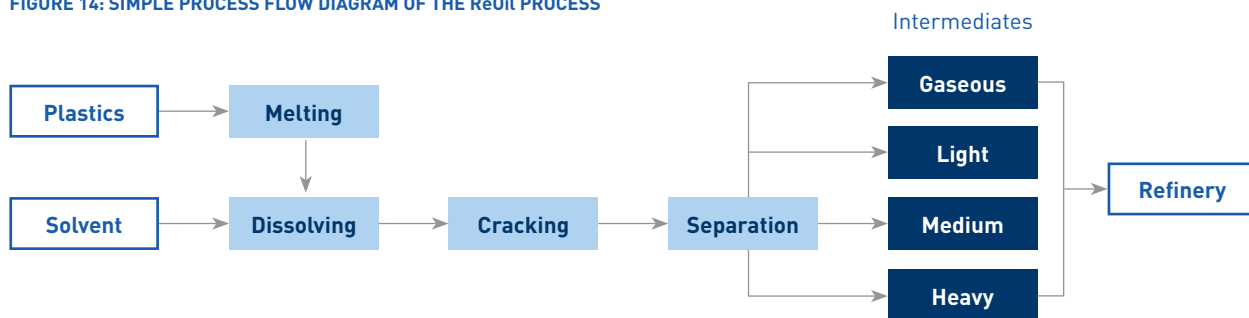 FIGURE 14: SIMPLE PROCESS FLOW DIAGRAM OF THE ReOil PROCESS
Intermediates
Gaseous
Plastics
Melting
Light
Refinery
Solvent
Dissolving
Cracking
Separation
Medium
Heavy